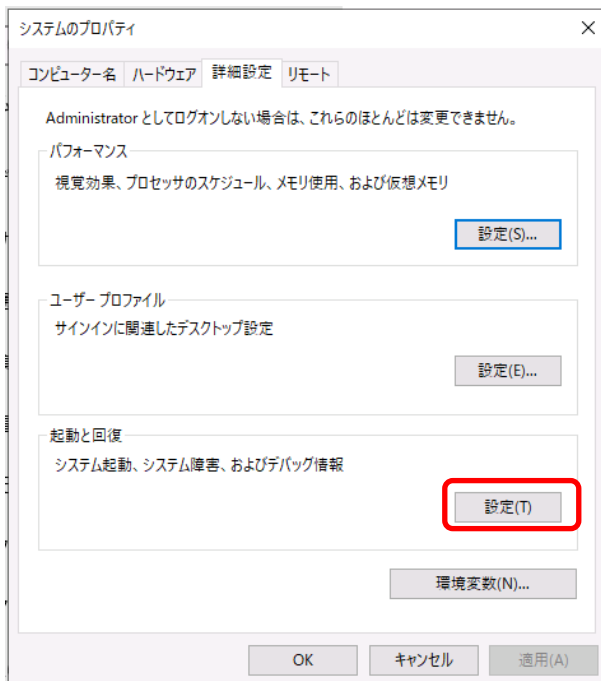 システムのプロパティ
コンピューター名 ハードウェア 詳細設定 リモート
Administrator としてログオンしない場合は、これらのほとんどは変更できません。
パフォーマンス
視覚効果、プロセッサのスケジュール、メモリ使用、および仮想メモリ
設定(S)...
ユーザー プロファイル
サインインに関連したデスクトップ設定
設定(E)...
起動と回復
システム起動、システム障害、およびデバッグ情報
設定(T)
環境変数(N)...
OK キャンセル 適用(A)